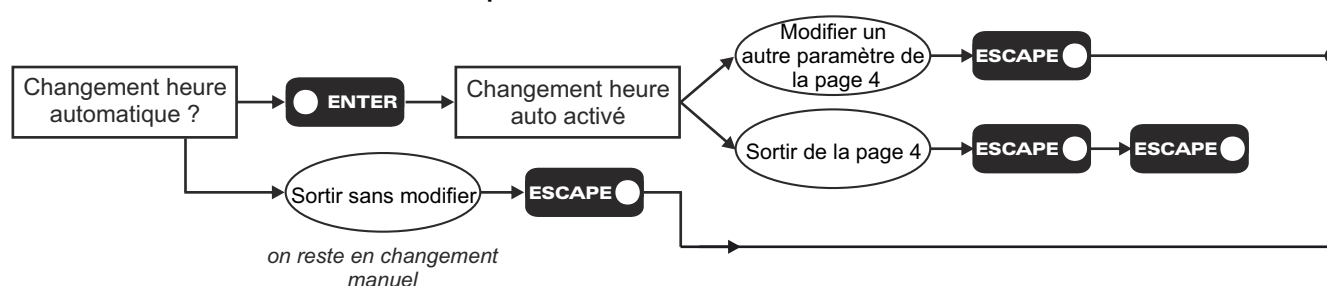 Changement heure
automatique ?
ENTER
Changement heure
auto activé
Modifier un
autre paramètre de
la page 4
ESCAPE
Sortir de la page 4
ESCAPE
ESCAPE
Sortir sans modifier
ESCAPE
on reste en changement
manuel